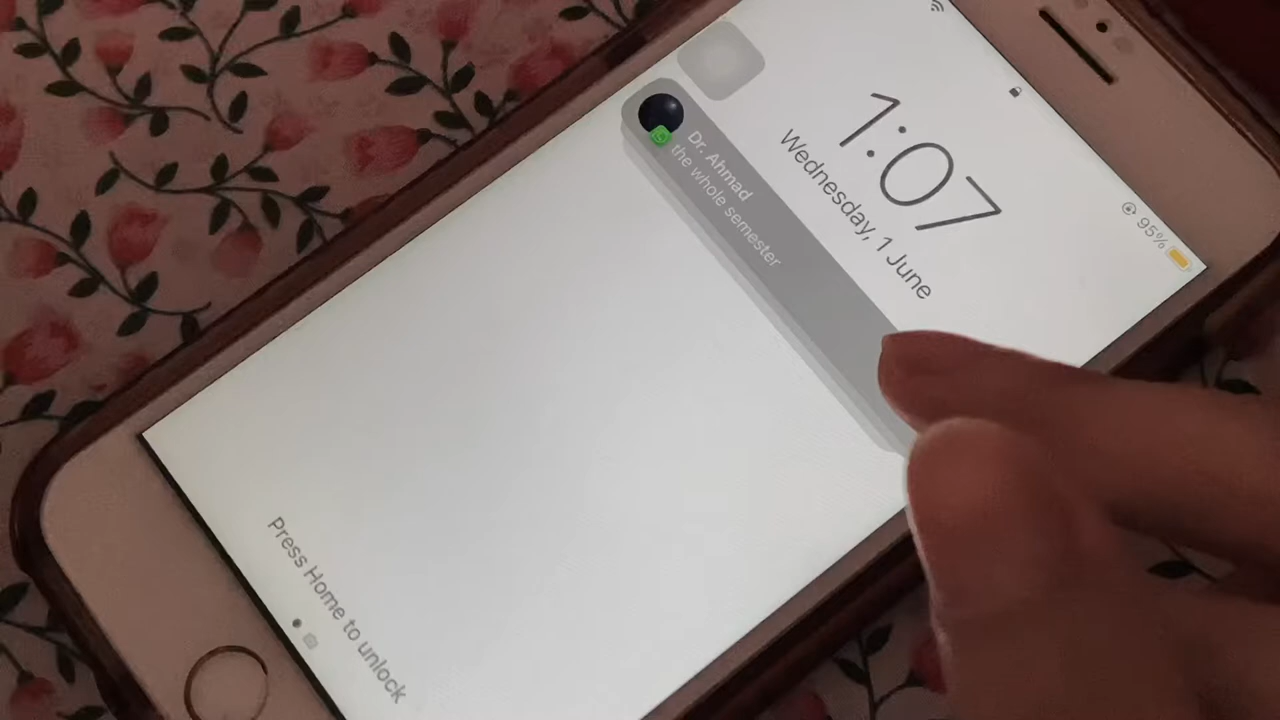 95%
1:07
Wednesday, 1 June
Dr. Ahmad
the whole semester
Press Home to unlock